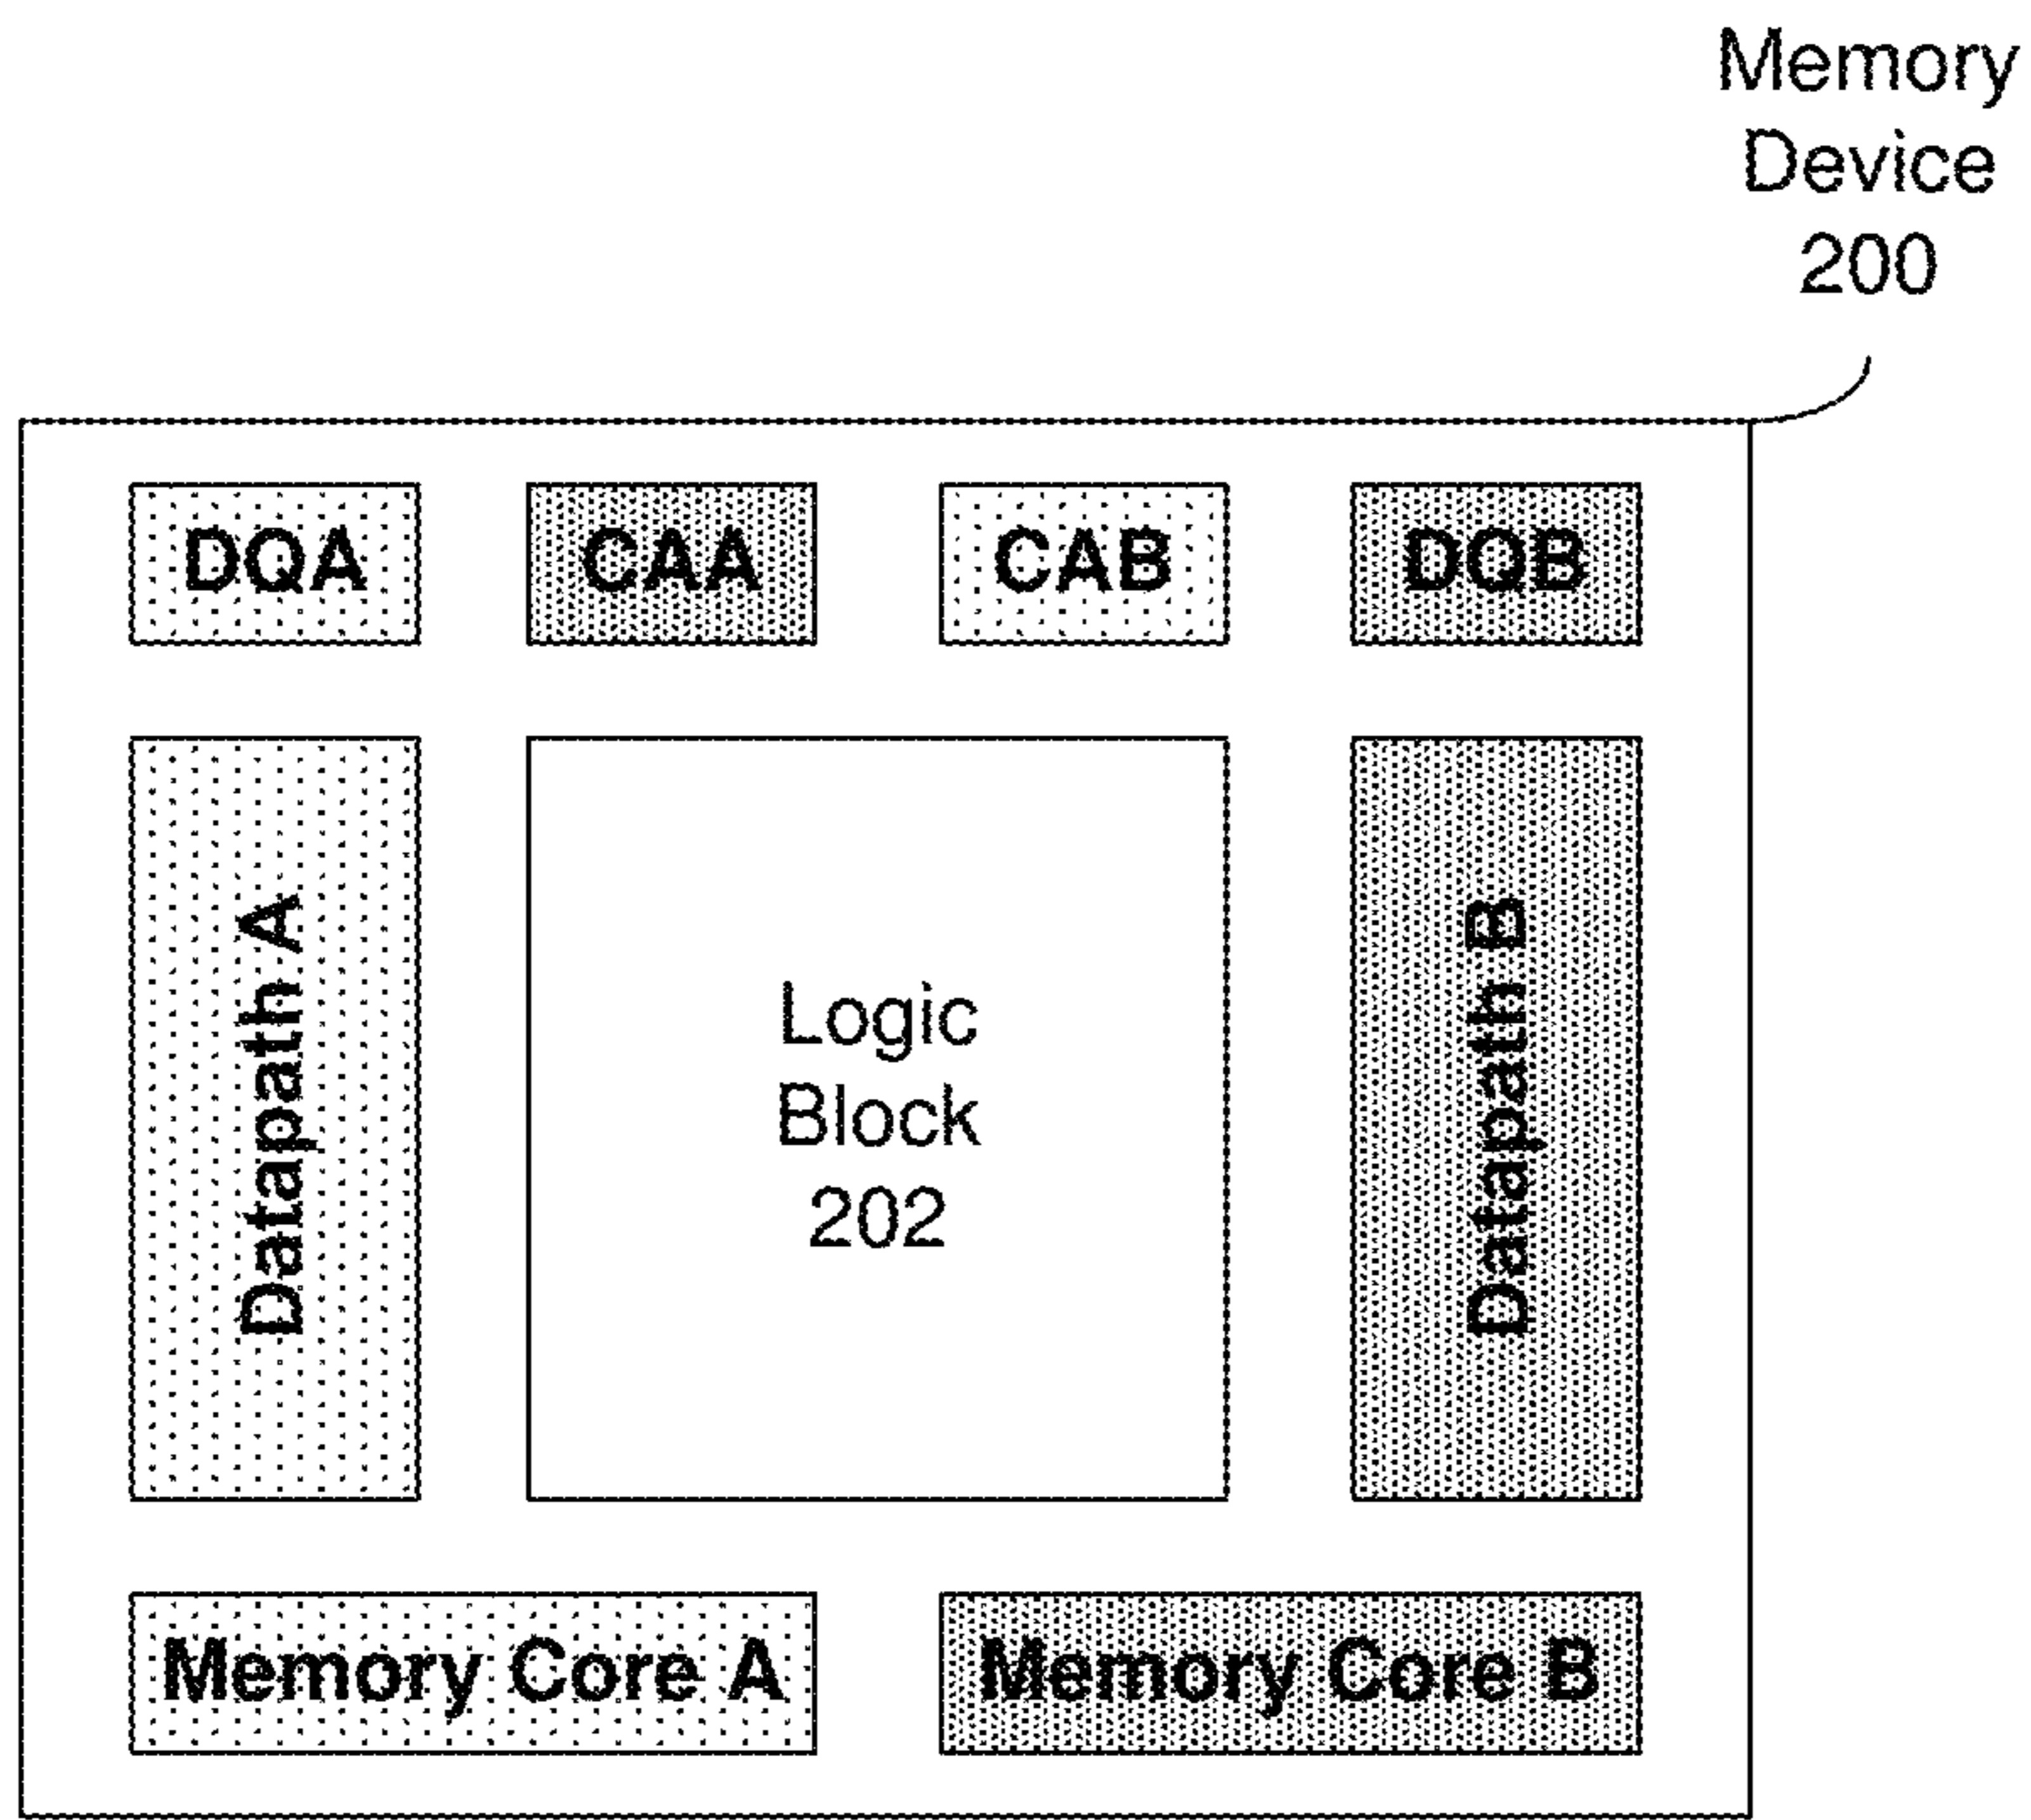 Memory
Device
200
DQA
CAA
CAB
DQB
Datapath A
Logic
Block
202
Datapath B
Memory Core A
Memory Core B